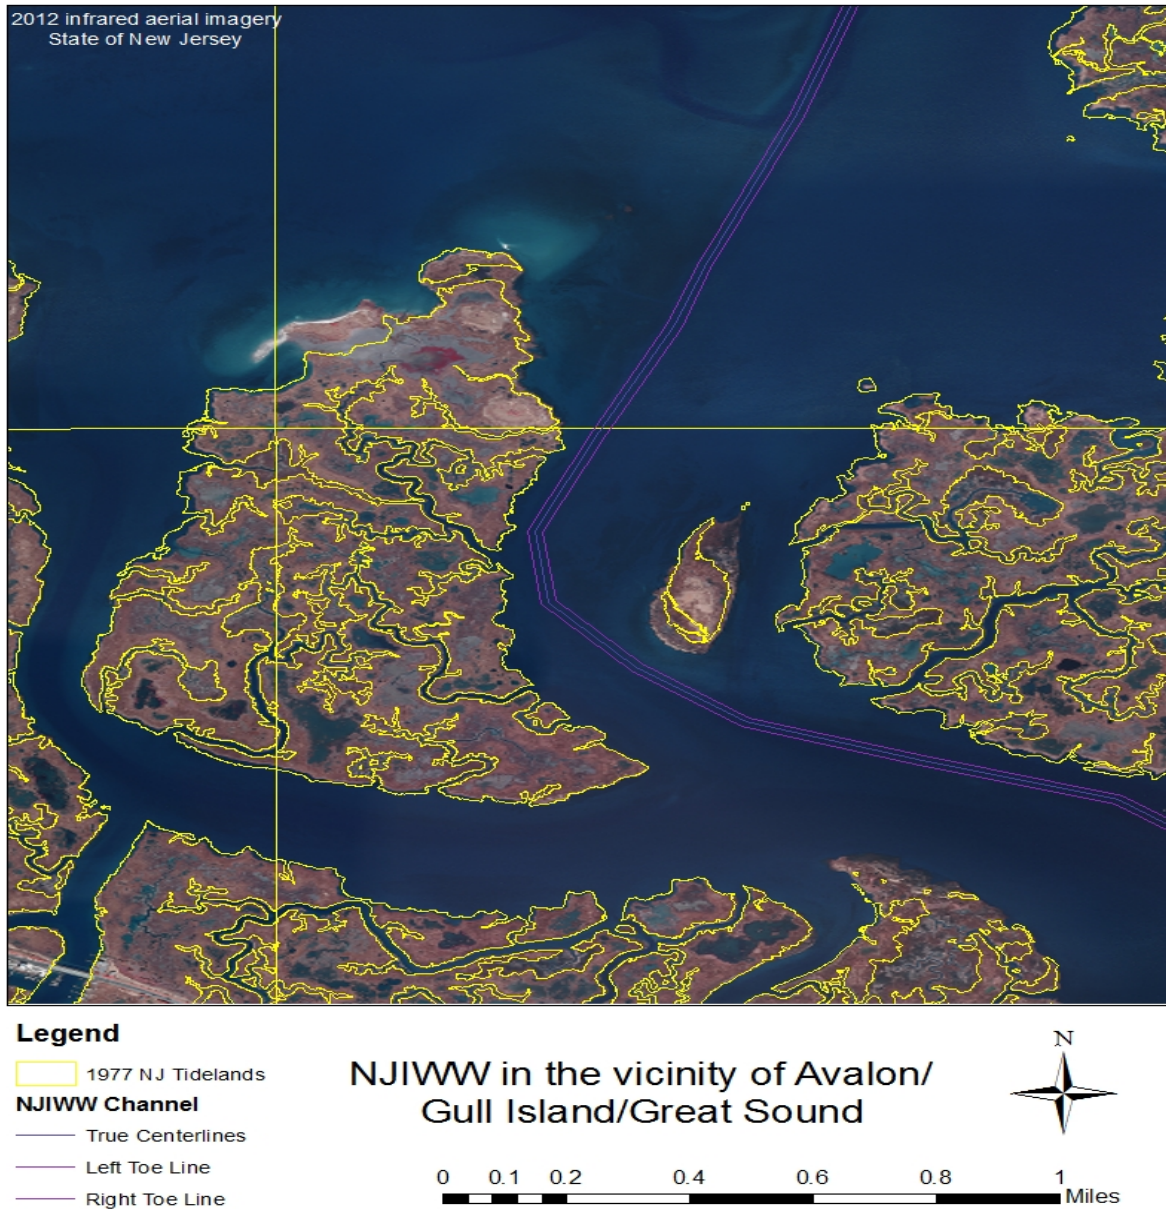 2012 infrared aerial imagery
State of New Jersey
Legend
1977 NJ Tidelands
NJIWW Channel
True Centerlines
Left Toe Line
Right Toe Line
NJIWW in the vicinity of Avalon/
Gull Island/Great Sound
N
0 0.1 0.2 0.4 0.6 0.8 1
Miles